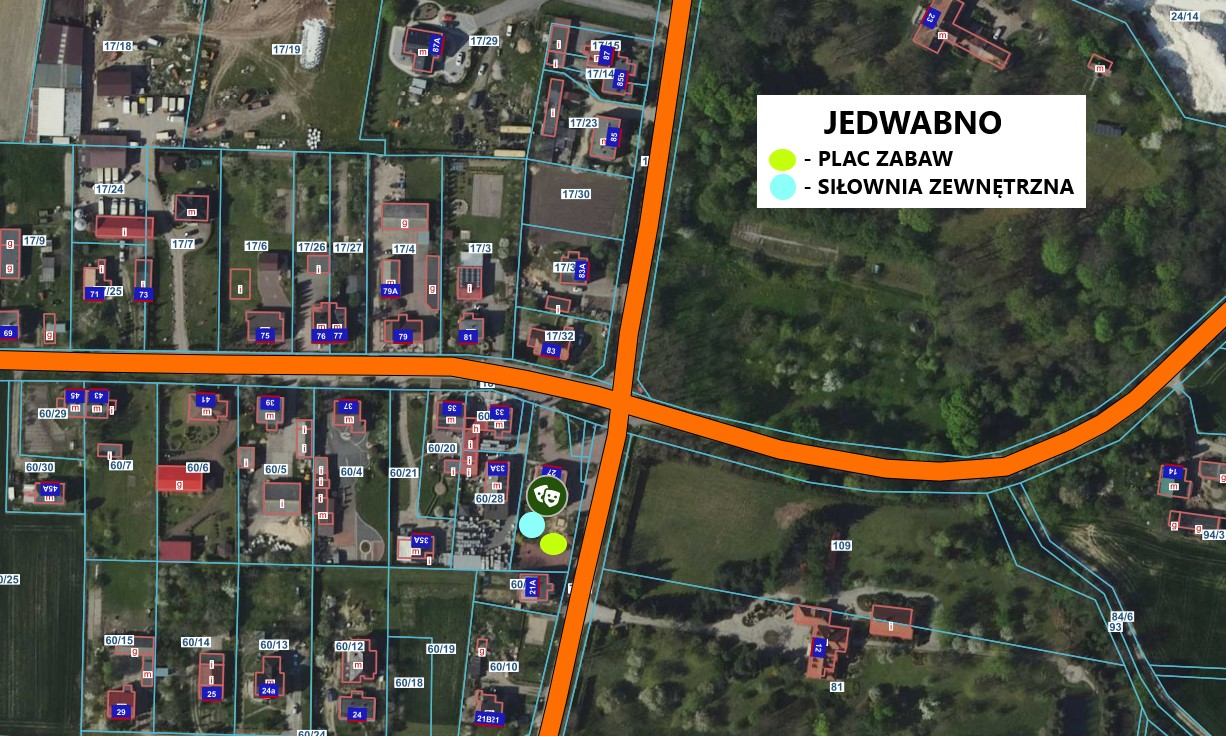 JEDWABNO
- PLAC ZABAW
- SIŁOWNIA ZEWNĘTRZNA
24/14
23
m
m
17/18
17/19
17/29
87A
m
i
i
17/15
87
17/14
85b
i
17/23
85
17/30
17/24
i
m
17/9
g
g
17/7
17/6
17/26
17/27
17/4
g
17/3
83A
71
i
/25
73
i
i
79A
g
i
i
69
g
75
m
m
76
77
79
81
17/32
83
45
43
m
m
i
60/29
41
m
39
m
37
m
35
m
33
m
60
h
60/30
45A
m
60/7
i
60/6
g
60/5
i
i
i
i
60/4
i
i
i
m
60/21
60/20
i
i
i
33A
m
60/28
27
35A
m
i
60/
21A
109
14
m
g
g
g
94/3
0/25
60/15
g
m
29
60/14
i
i
25
60/13
m
24a
60/12
m
24
60/19
60/18
g
60/10
21B
21
60/24
12
i
81
84/6
93